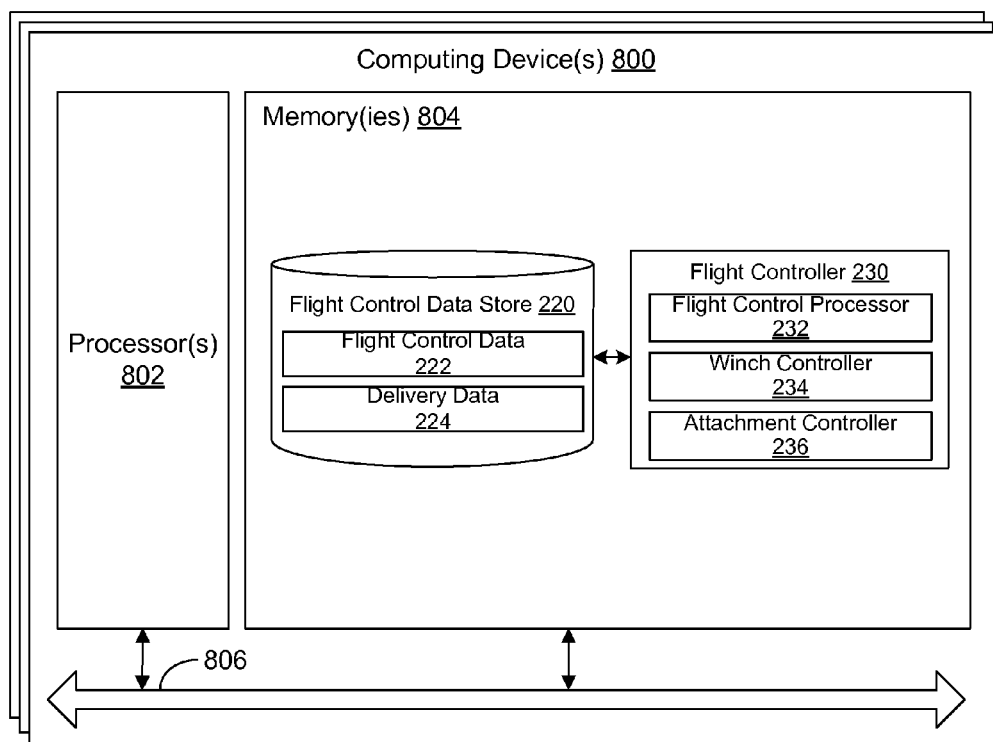 Computing Device(s) 800
Memory(ies) 804
Processor(s)
802
Flight Control Data Store 220
Flight Control Data
222
Delivery Data
224
Flight Controller 230
Flight Control Processor
232
Winch Controller
234
Attachment Controller
236
806